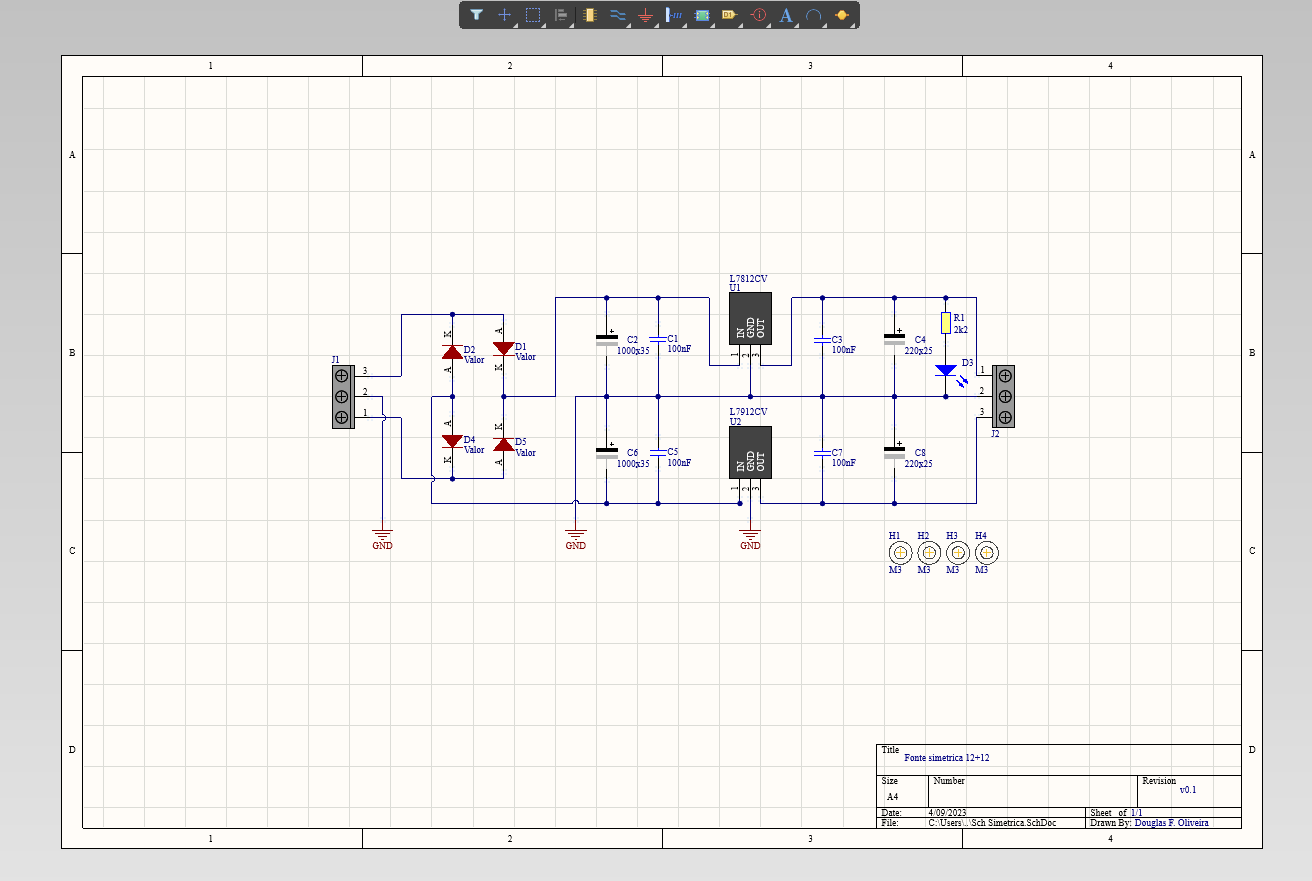 1 2 3 4
A A
L7812CV
U1
IN
GND
OUT
1 2 3
K A
D2
Valor
D1
Valor
A K
+
C2
1000x35
C1
100nF
C3
100nF
+
C4
220x25
R1
2k2
D3
B B
J1
3
2
1
1
2
3
J2
L7912CV
U2
IN
GND
OUT
1 2 3
A K
D4
Valor
D5
Valor
K A
+
C6
1000x35
C5
100nF
C7
100nF
+
C8
220x25
GND GND GND
H1 H2 H3 H4
M3 M3 M3 M3
C C
D D
Title
Fonte simetrica 12+12
Size Number Revision
A4 v0.1
Date: 4/09/2023 Sheet of 1/1
File: C:\Users\..\Sch Simetrica.SchDoc Drawn By: Douglas F. Oliveira
1 2 3 4